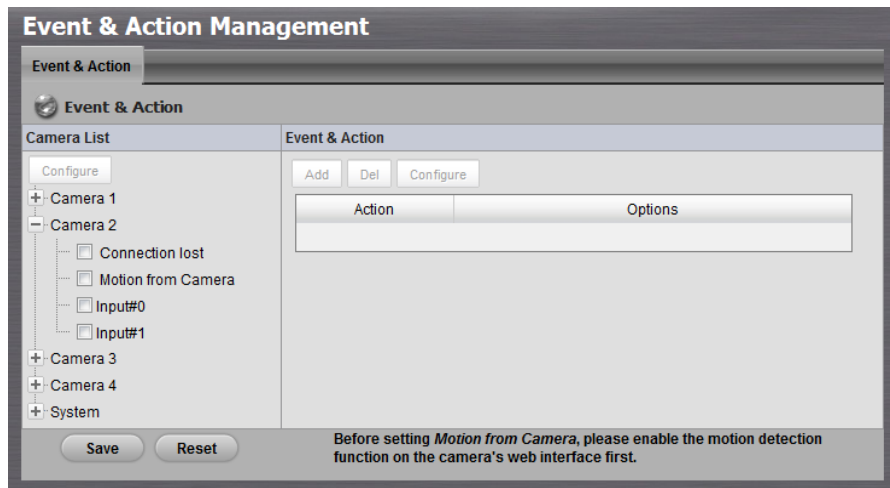 Event & Action Management
Event & Action
Event & Action
Camera List
Event & Action
Configure
Add Del Configure
Camera 1
Action Options
Camera 2
Connection lost
Motion from Camera
Input#0
Input#1
Camera 3
Camera 4
System
Save Reset
Before setting Motion from Camera, please enable the motion detection
function on the camera's web interface first.